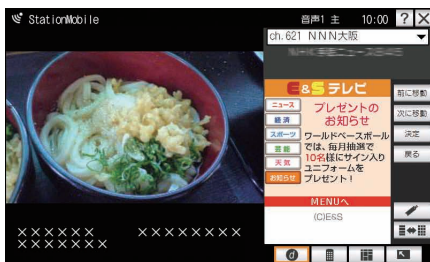 StationMobile 音声1 主 10:00 ? ×
ch.621 NNN大阪
E&Sテレビ
ニュース
経済
スポーツ
芸能
天気
お知らせ
プレゼントの
お知らせ
ワールドベースボール
では、毎月抽選で
10名様にサイン入り
ユニフォームを
プレゼント！
MENUへ
(C)E&S
前に移動
次に移動
決定
戻る
×××××× ××××××××
×××××××
d